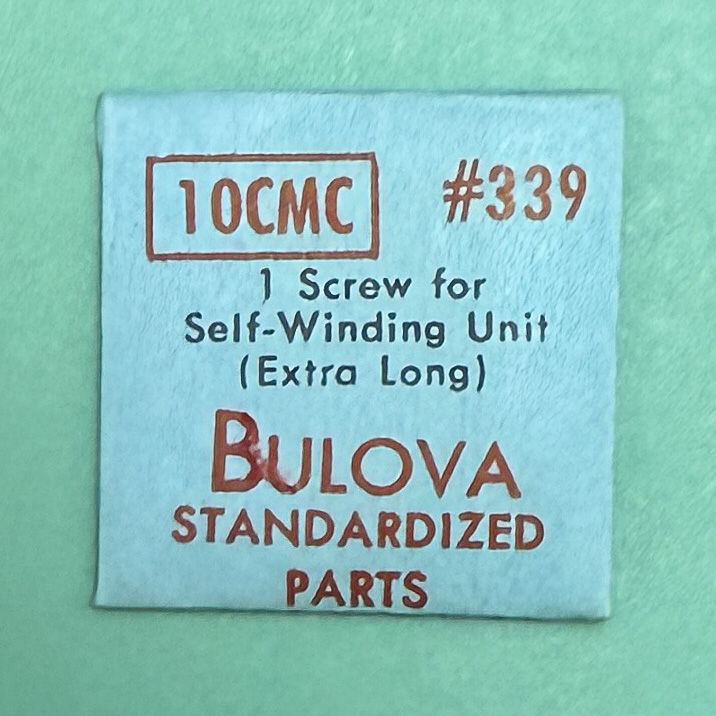 10CMC #339
1 Screw for
Self-Winding Unit
(Extra Long)
BULOVA
STANDARDIZED
PARTS